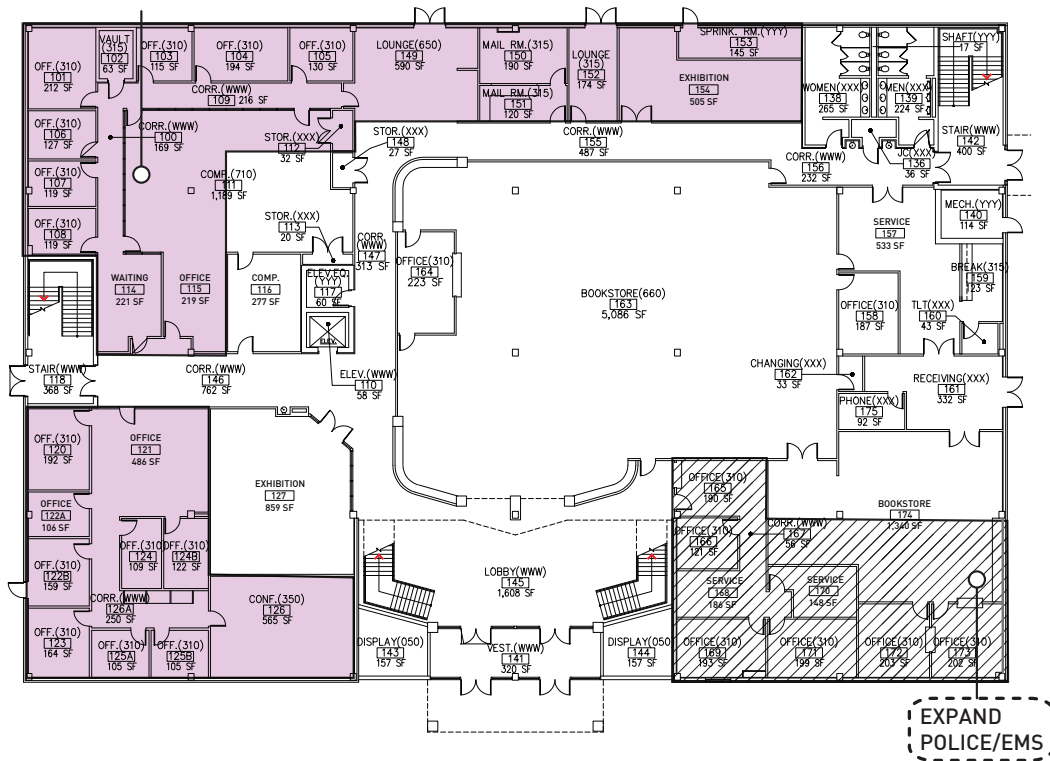 VAULT
(315)
102
63 SF
OFF.(310)
103
115 SF
OFF.(310)
104
194 SF
OFF.(310)
105
130 SF
LOUNGE(650)
149
590 SF
MAIL RM.(315)
150
190 SF
LOUNGE
(315)
152
174 SF
SPRINK. RM.(YYY)
153
145 SF
SHAFT(YYY)
17 SF
OFF.(310)
101
212 SF
CORR.(WWW)
109 216 SF
MAIL RM.(315)
151
120 SF
EXHIBITION
154
505 SF
WOMEN(XXX)
138
265 SF
MEN(XXX)
139
224 SF
OFF.(310)
106
127 SF
CORR.(WWW)
100
169 SF
STOR.(XXX)
112
32 SF
STOR.(XXX)
148
27 SF
CORR.(WWW)
155
487 SF
STAIR(WWW)
142
400 SF
JC(XXX)
136
36 SF
CORR.(WWW)
156
232 SF
OFF.(310)
107
119 SF
COMP.(710)
111
1,189 SF
OFF.(310)
108
119 SF
STOR.(XXX)
113
20 SF
CORR.
(WWW)
147
313 SF
MECH.(YYY)
140
114 SF
SERVICE
157
533 SF
WAITING
114
221 SF
OFFICE
115
219 SF
COMP.
116
277 SF
ELEV.EQ.
(YYY)
117
60 SF
OFFICE(310)
164
223 SF
BOOKSTORE(660)
163
5,086 SF
BREAK(315)
159
123 SF
OFFICE(310)
158
187 SF
TLT(XXX)
160
43 SF
ELEV.
STAIR(WWW)
118
368 SF
CORR.(WWW)
146
762 SF
ELEV.(WWW)
110
58 SF
CHANGING(XXX)
162
33 SF
RECEIVING(XXX)
161
332 SF
PHONE(XXX)
175
92 SF
OFF.(310)
120
192 SF
OFFICE
121
486 SF
EXHIBITION
127
859 SF
OFFICE(310)
165
190 SF
BOOKSTORE
174
1,340 SF
OFFICE
122A
106 SF
CORR.(WWW)
167
56 SF
OFFICE(310)
166
121 SF
OFF.(310)
124
109 SF
OFF.(310)
124B
122 SF
OFF.(310)
122B
159 SF
LOBBY(WWW)
145
1,608 SF
SERVICE
168
186 SF
SERVICE
170
148 SF
CORR.(WWW)
126A
250 SF
CONF.(350)
126
565 SF
OFF.(310)
123
164 SF
OFF.(310)
125A
105 SF
OFF.(310)
125B
105 SF
DISPLAY(050)
143
157 SF
VEST.(WWW)
141
320 SF
DISPLAY(050)
144
157 SF
OFFICE(310)
169
193 SF
OFFICE(310)
171
199 SF
OFFICE(310)
172
203 SF
OFFICE(310)
173
202 SF
EXPAND
POLICE/EMS